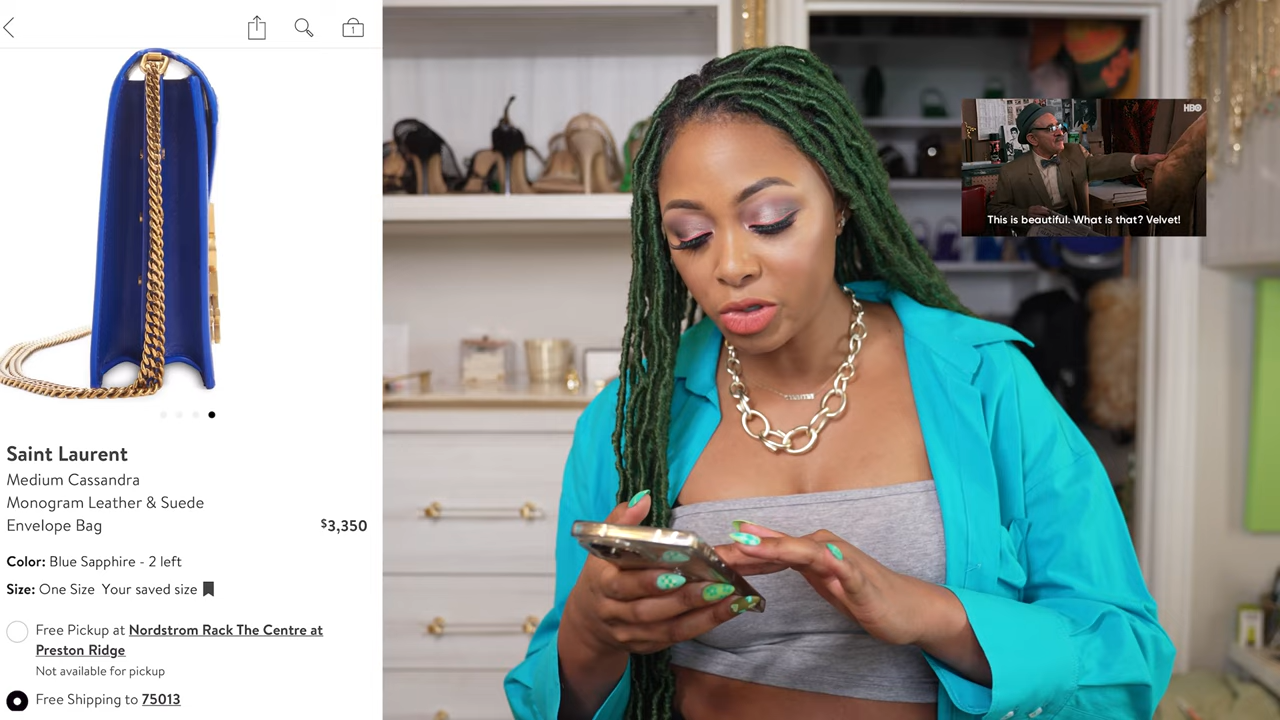 1
Saint Laurent
Medium Cassandra
Monogram Leather & Suede
Envelope Bag
$3,350
Color: Blue Sapphire - 2 left
Size: One Size Your saved size
Free Pickup at Nordstrom Rack The Centre at
Preston Ridge
Not available for pickup
Free Shipping to 75013
mama
HBO
This is beautiful. What is that? Velvet!